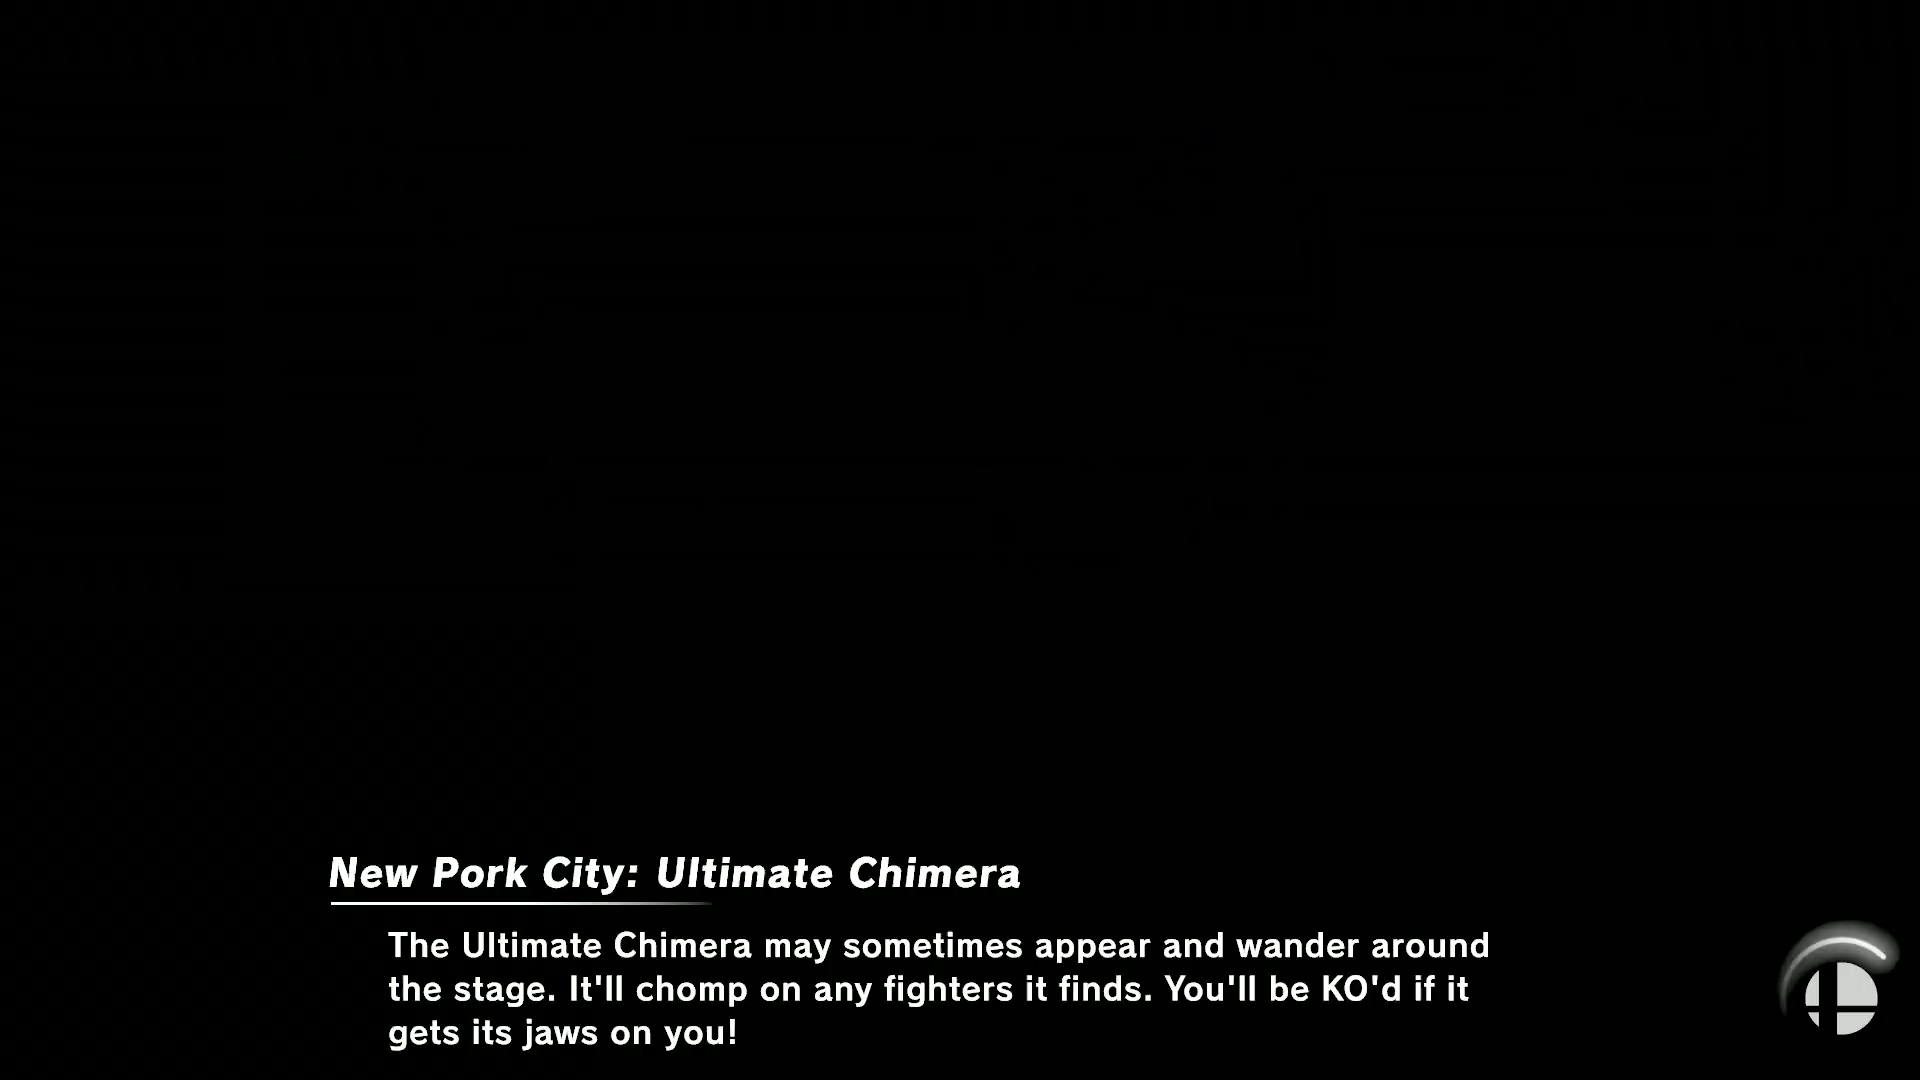 New Pork City: Ultimate Chimera
The Ultimate Chimera may sometimes appear and wander around
the stage. It'll chomp on any fighters it finds. You'll be KO'd if it
gets its jaws on you!